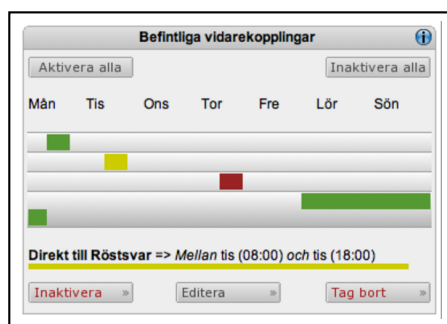 Befintliga vidarekopplingar
Aktivera alla Inaktivera alla
Mån Tis Ons Tor Fre Lör Sön
Direkt till Röstsvar => Mellan tis (08:00) och tis (18:00)
Inaktivera » Editera » Tag bort »